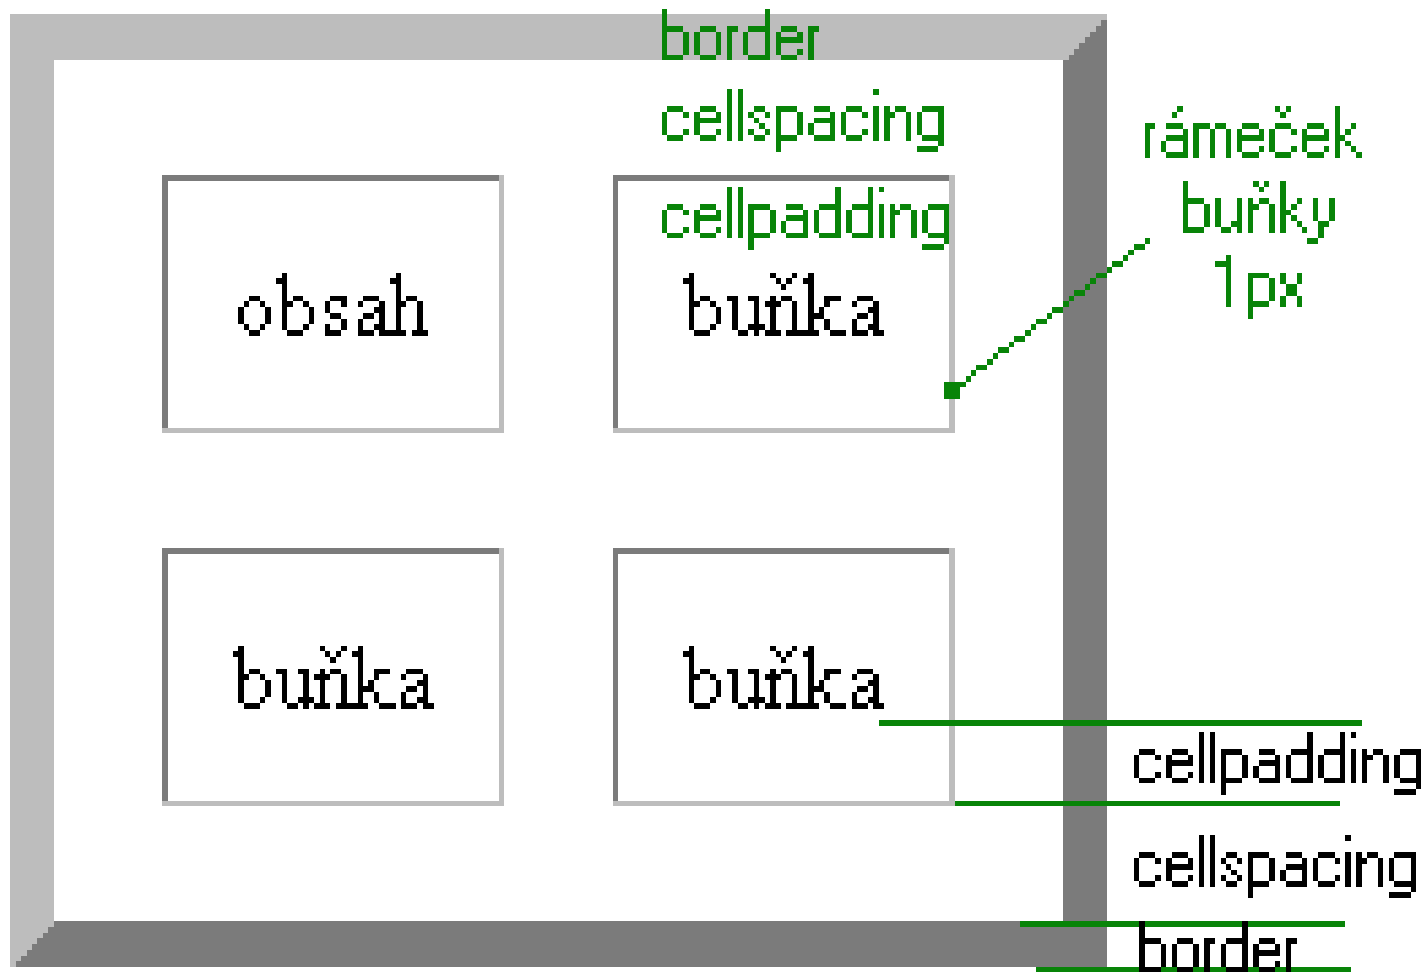 border
cellspacing
cellpadding
rámeček
buňky
1px
obsah
buňka
buňka
buňka
cellpadding
cellspacing
border